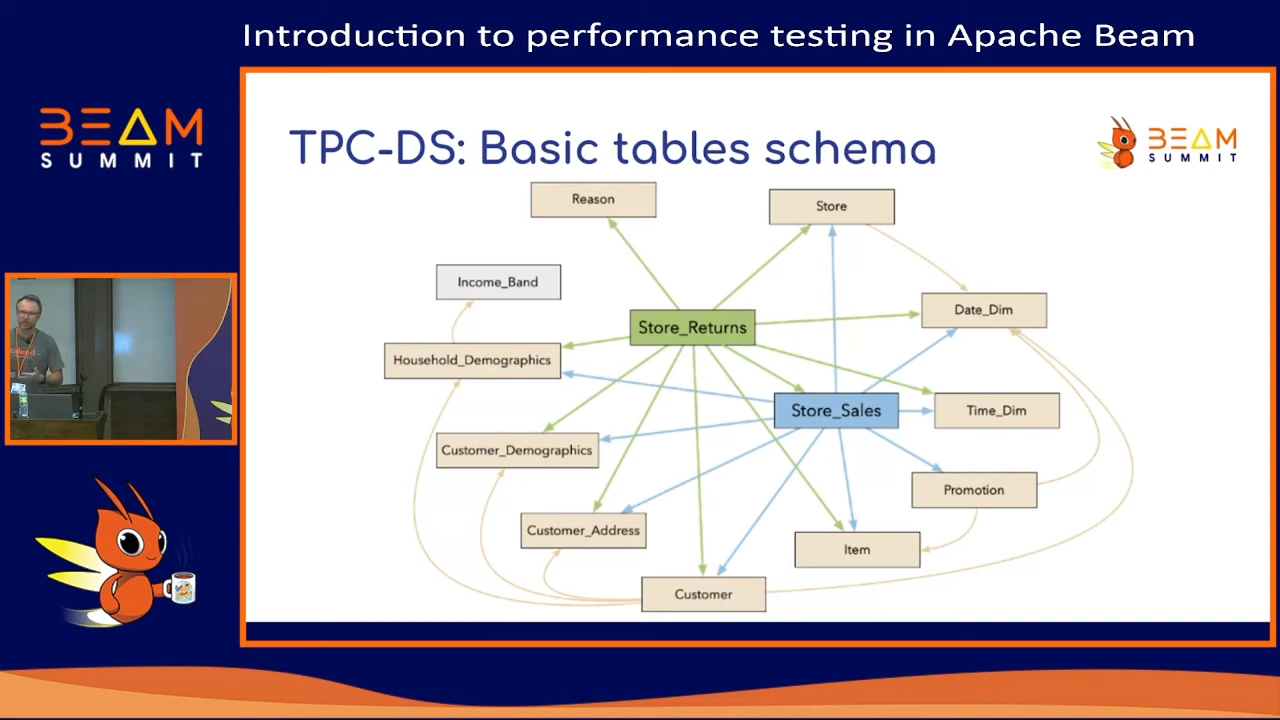 Introduction to performance testing in Apache Beam
BEAM
SUMMIT
TPC-DS: Basic tables schema
BEAM
SUMMIT
Reason
Store
Income_Band
Date_Dim
Store_Returns
Household_Demographics
Store_Sales
Time_Dim
Customer_Demographics
Promotion
Customer_Address
Item
Customer